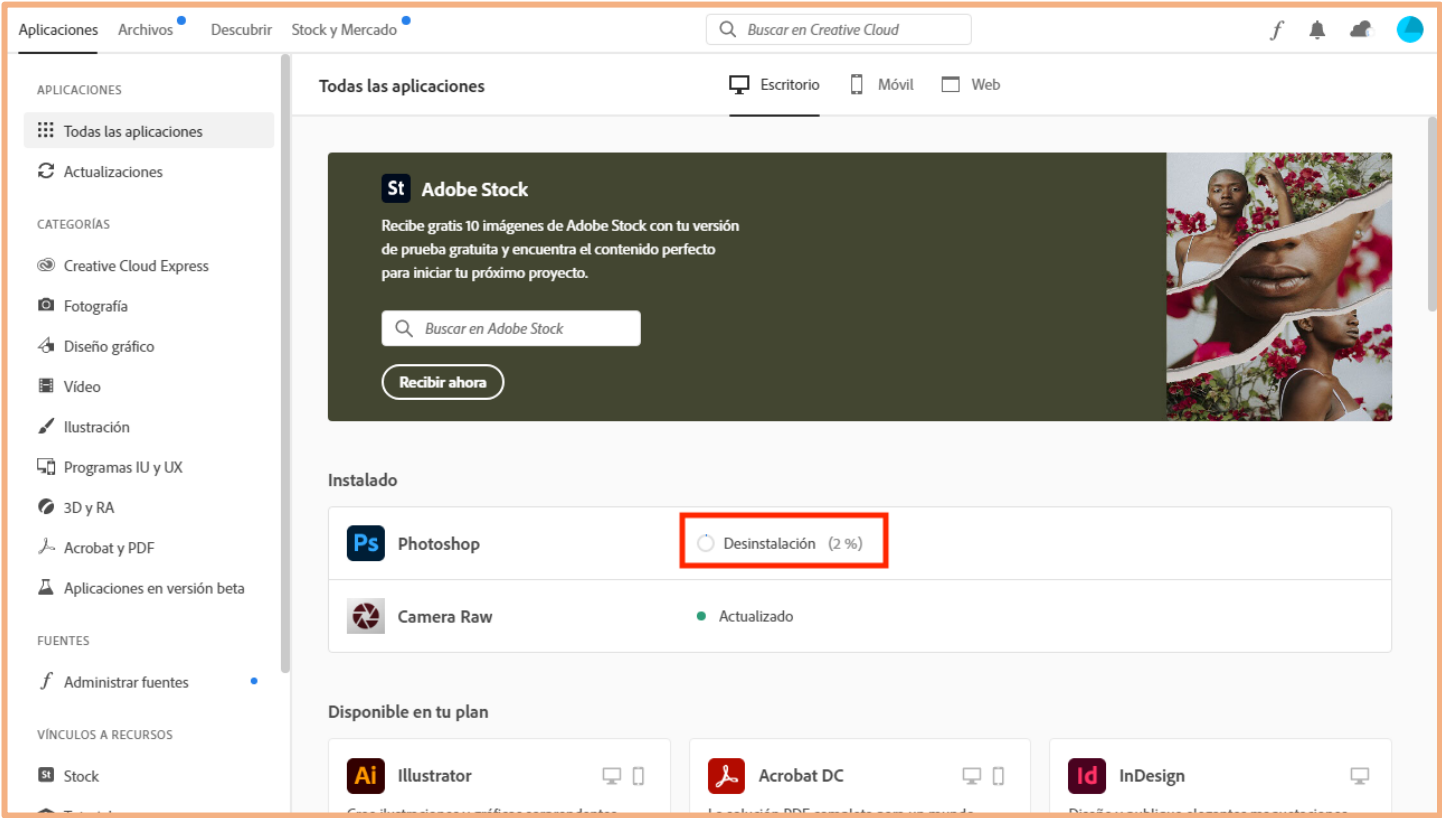 Aplicaciones Archivos Descubrir Stock y Mercado Buscar en Creative Cloud
APLICACIONES
Todas las aplicaciones
Actualizaciones
CATEGORÍAS
Creative Cloud Express
Fotografía
Diseño gráfico
Vídeo
Ilustración
Programas IU y UX
3D y RA
Acrobat y PDF
Aplicaciones en versión beta
FUENTES
Administrar fuentes
VÍNCULOS A RECURSOS
St Stock
Todas las aplicaciones Escritorio Móvil Web
St Adobe Stock
Recibe gratis 10 imágenes de Adobe Stock con tu versión
de prueba gratuita y encuentra el contenido perfecto
para iniciar tu próximo proyecto.
Buscar en Adobe Stock
Recibir ahora
Instalado
Ps Photoshop Desinstalación (2 %)
Camera Raw Actualizado
Disponible en tu plan
Ai Illustrator
Acrobat DC
Id InDesign